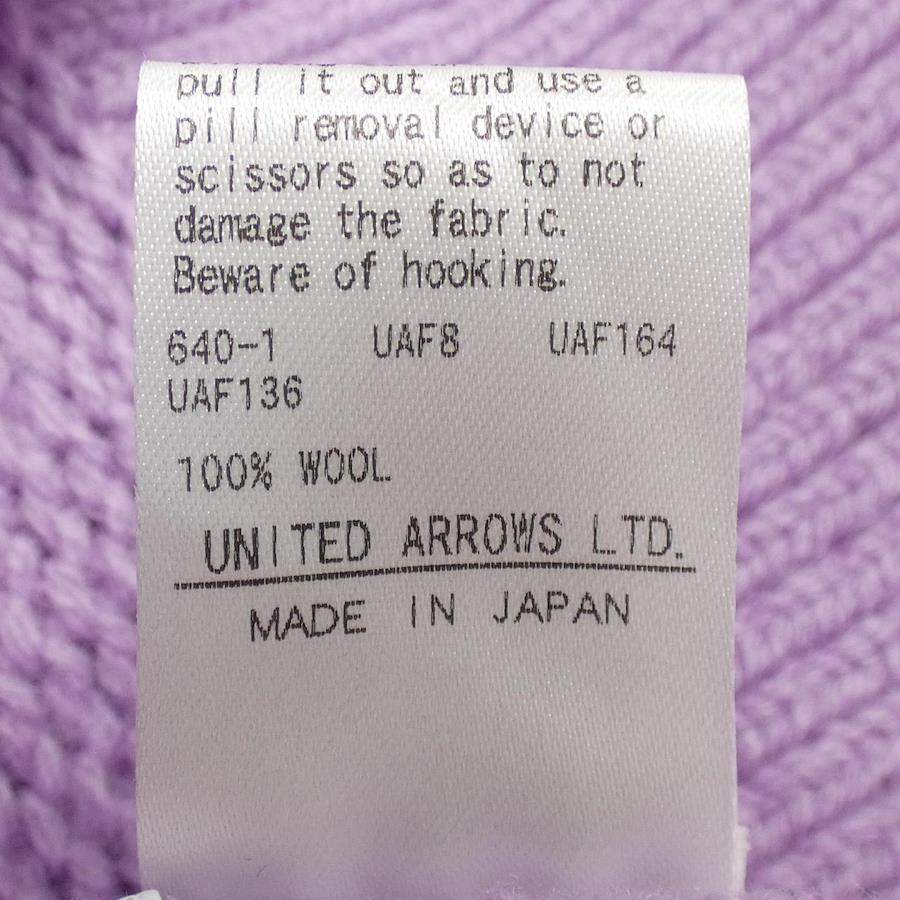 pull it out and use a
pill removal device or
scissors so as to not
damage the fabric.
Beware of hooking.
640-1 UAF8 UAF164
UAF136
100% WOOL
UNITED ARROWS LTD.
MADE IN JAPAN